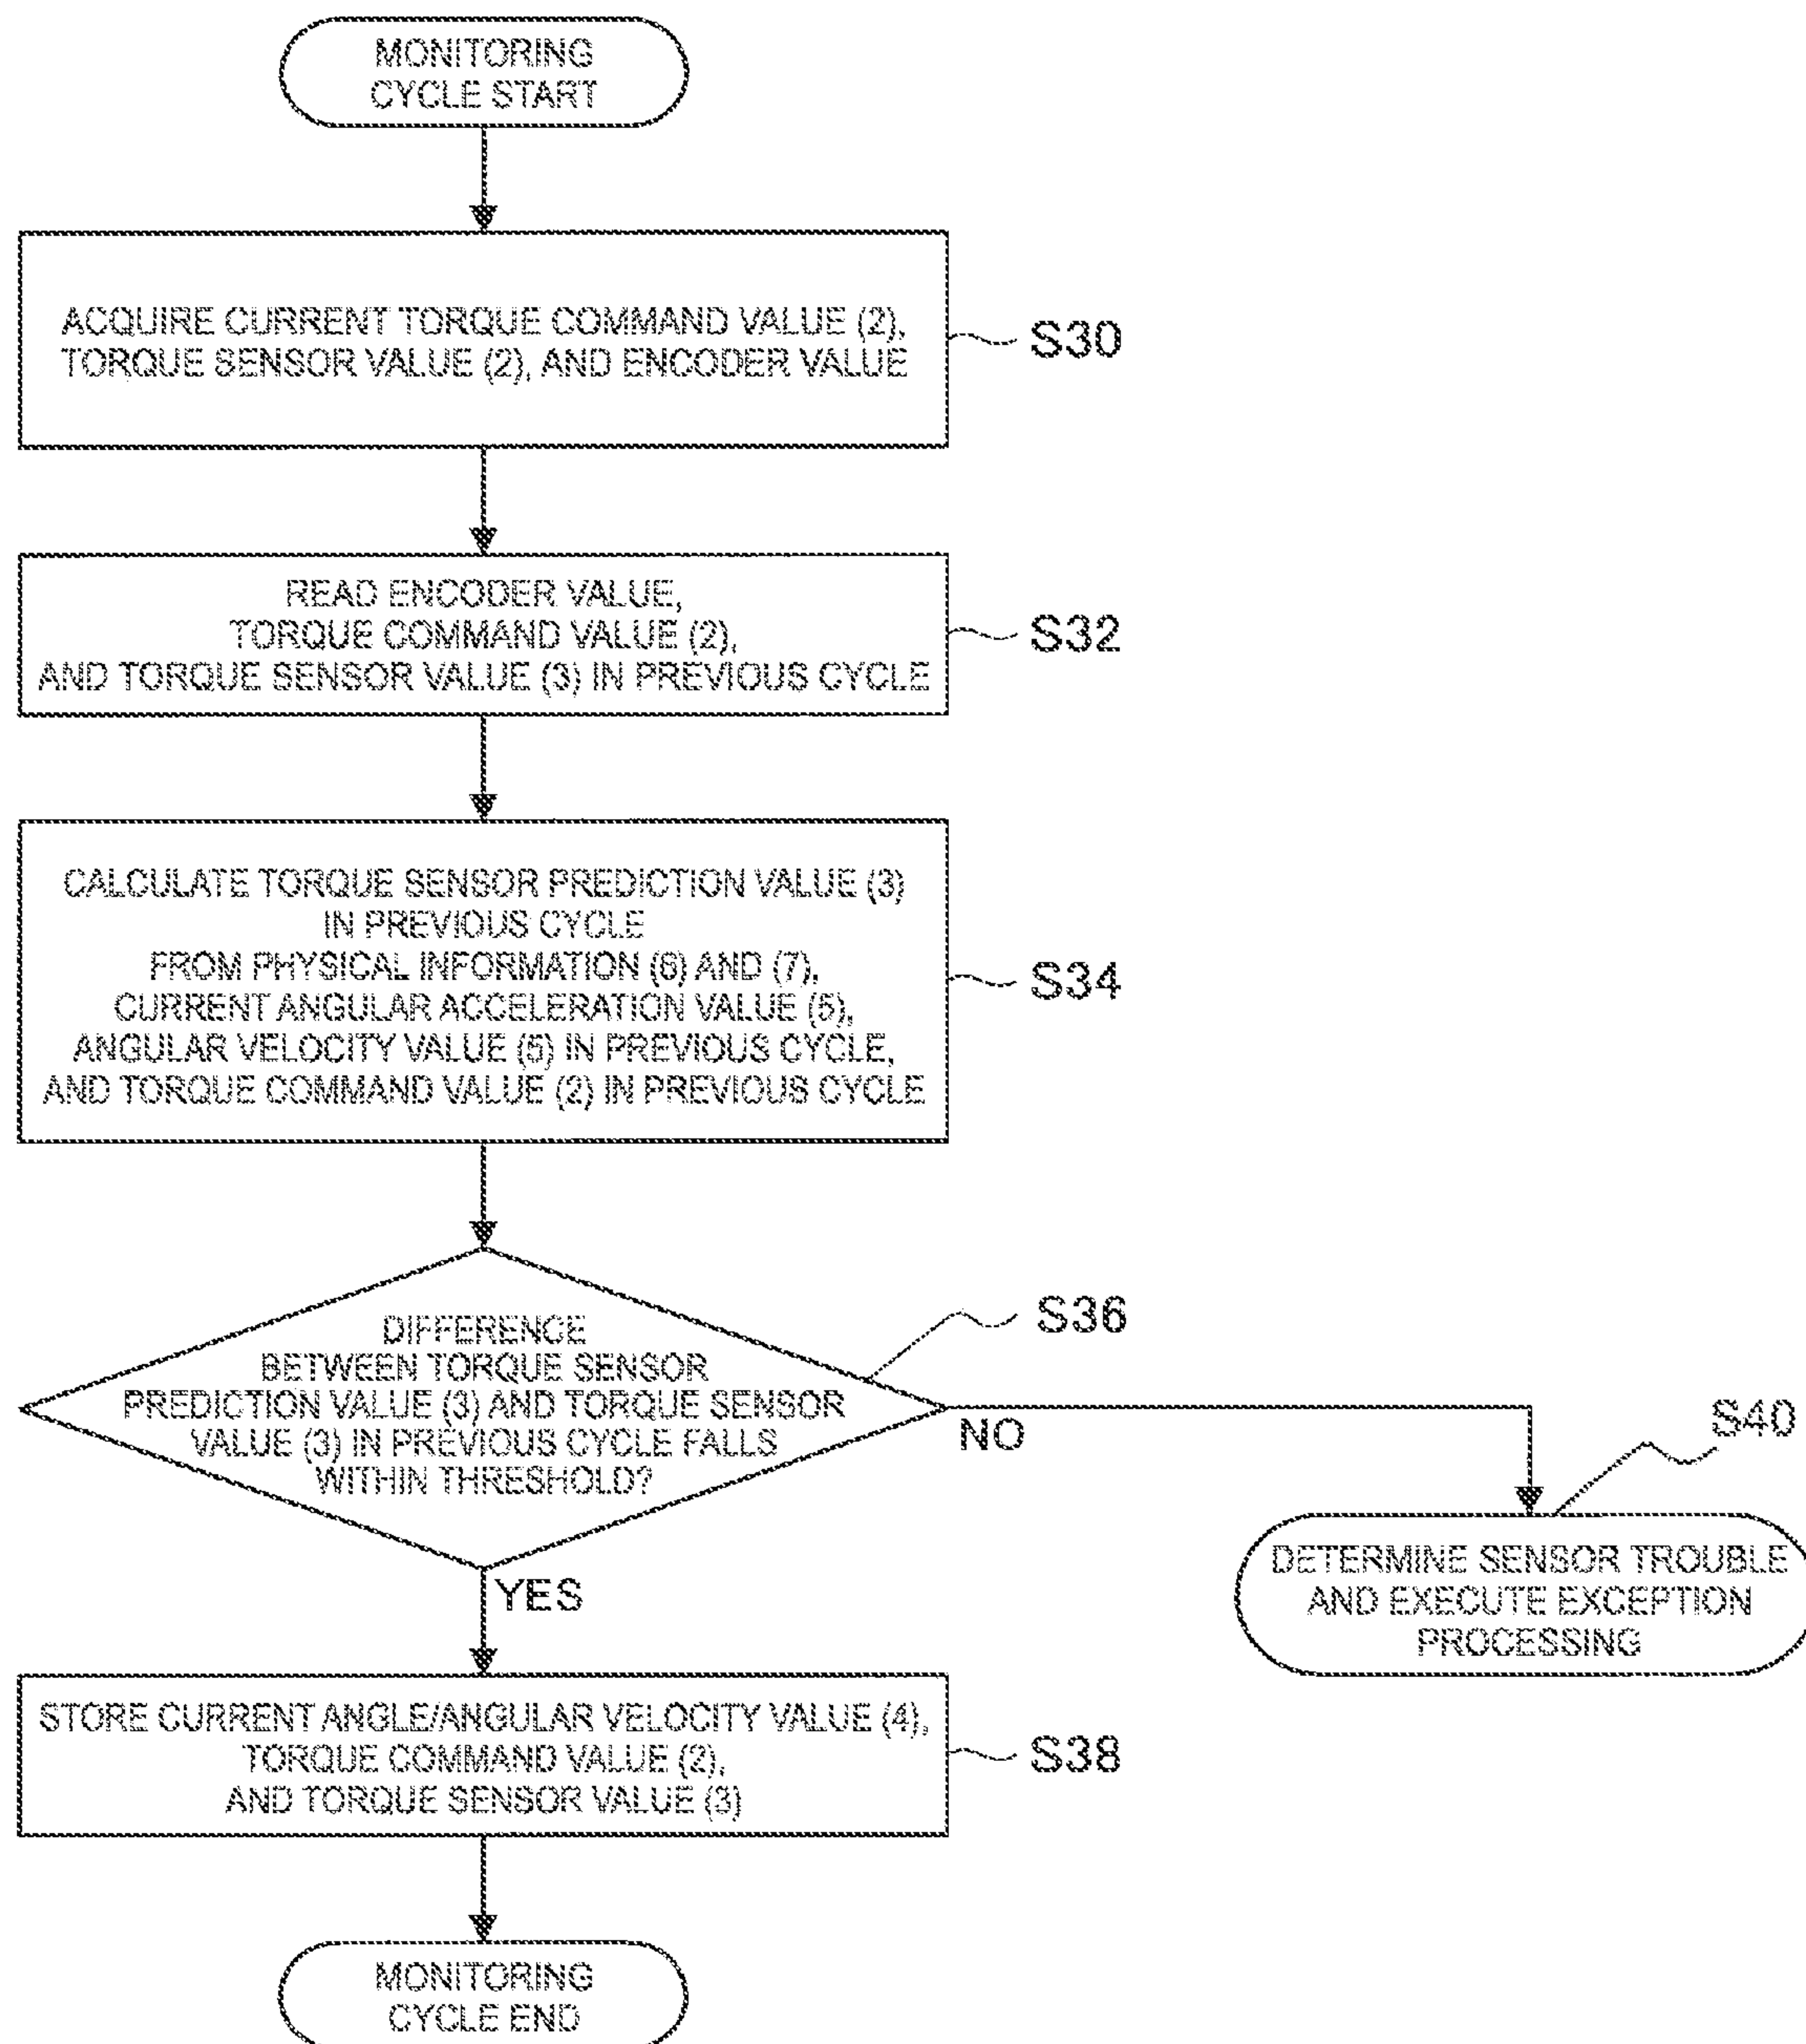 MONITORING
CYCLE START
ACQUIRE CURRENT TORQUE COMMAND VALUE (2),
TORQUE SENSOR VALUE (2), AND ENCODER VALUE
S30
READ ENCODER VALUE,
TORQUE COMMAND VALUE (2),
AND TORQUE SENSOR VALUE (3) IN PREVIOUS CYCLE
S32
CALCULATE TORQUE SENSOR PREDICTION VALUE (3)
IN PREVIOUS CYCLE
FROM PHYSICAL INFORMATION (6) AND (7),
CURRENT ANGULAR ACCELERATION VALUE (5),
ANGULAR VELOCITY VALUE (5) IN PREVIOUS CYCLE,
AND TORQUE COMMAND VALUE (2) IN PREVIOUS CYCLE
S34
DIFFERENCE
BETWEEN TORQUE SENSOR
PREDICTION VALUE (3) AND TORQUE SENSOR
VALUE (3) IN PREVIOUS CYCLE FALLS
WITHIN THRESHOLD?
S36
NO
S40
DETERMINE SENSOR TROUBLE
AND EXECUTE EXCEPTION
PROCESSING
YES
STORE CURRENT ANGLE/ANGULAR VELOCITY VALUE (4),
TORQUE COMMAND VALUE (2),
AND TORQUE SENSOR VALUE (3)
S38
MONITORING
CYCLE END